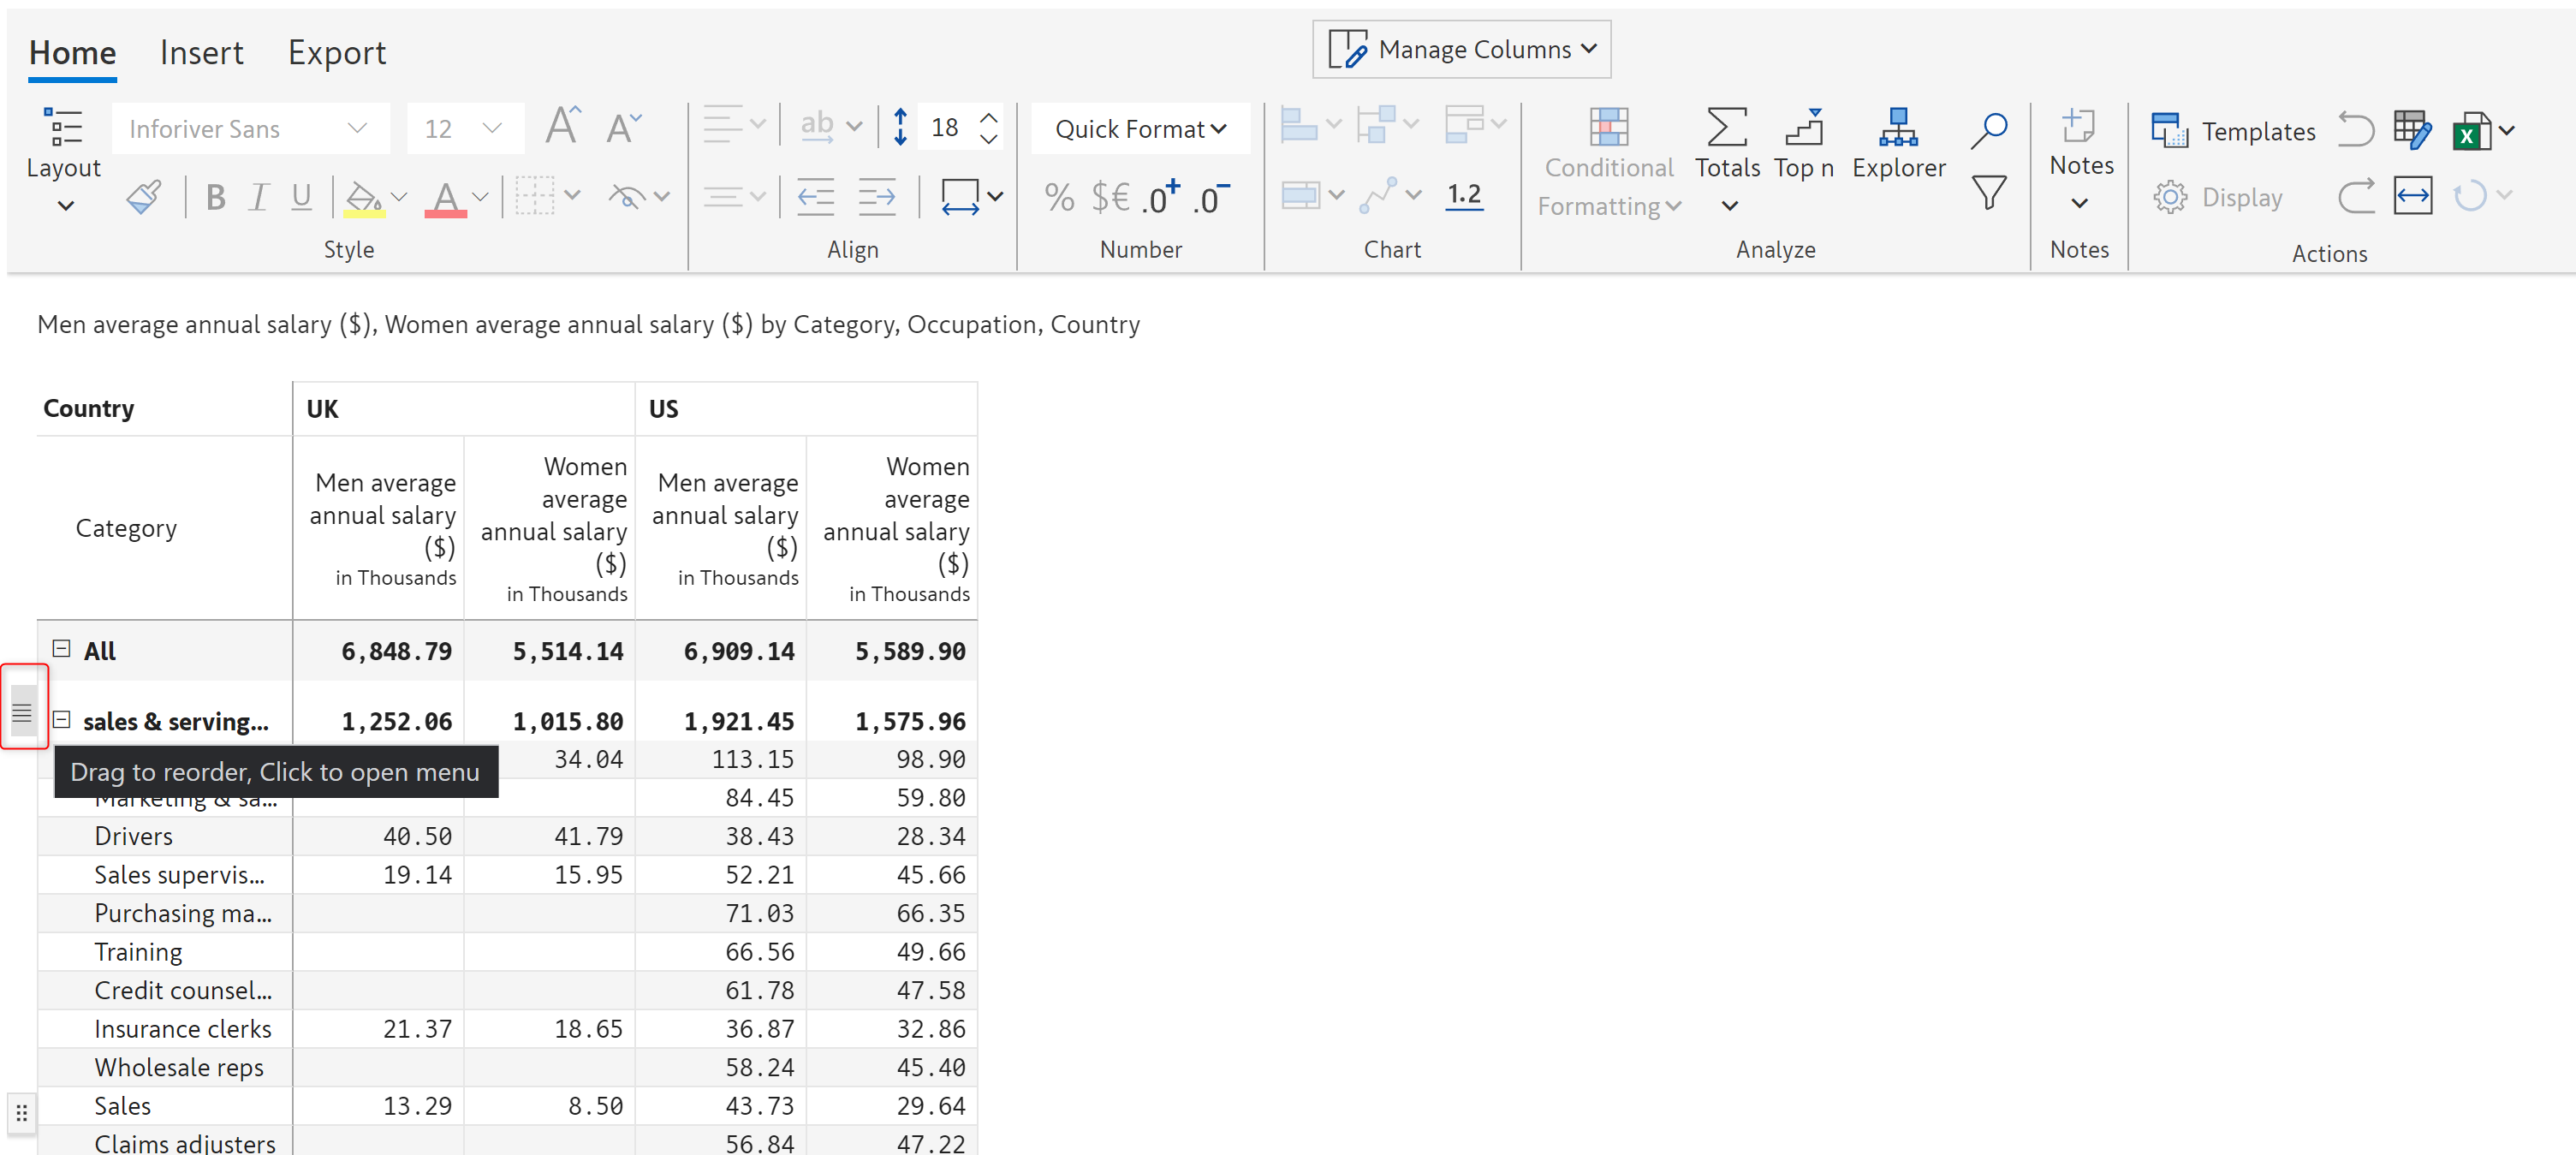 Home Insert Export Manage Columns
Inforiver Sans 12 A A ab 18 Quick Format Templates
Layout Conditional Formatting Totals Top n Explorer Notes
B I U A % $€ .0+ .0- 1.2 Display
Style Align Number Chart Analyze Notes Actions
Men average annual salary ($), Women average annual salary ($) by Category, Occupation, Country
Country UK US
Category
Men average
annual salary
($)
in Thousands
Women
average
annual salary
($)
in Thousands
Men average
annual salary
($)
in Thousands
Women
average
annual salary
($)
in Thousands
All 6,848.79 5,514.14 6,909.14 5,589.90
sales & serving... 1,252.06 1,015.80 1,921.45 1,575.96
34.04 113.15 98.90
Drag to reorder, Click to open menu
Marketing & sa... 84.45 59.80
Drivers 40.50 41.79 38.43 28.34
Sales supervis... 19.14 15.95 52.21 45.66
Purchasing ma... 71.03 66.35
Training 66.56 49.66
Credit counsel... 61.78 47.58
Insurance clerks 21.37 18.65 36.87 32.86
Wholesale reps 58.24 45.40
Sales 13.29 8.50 43.73 29.64
Claims adjusters 56.84 47.22